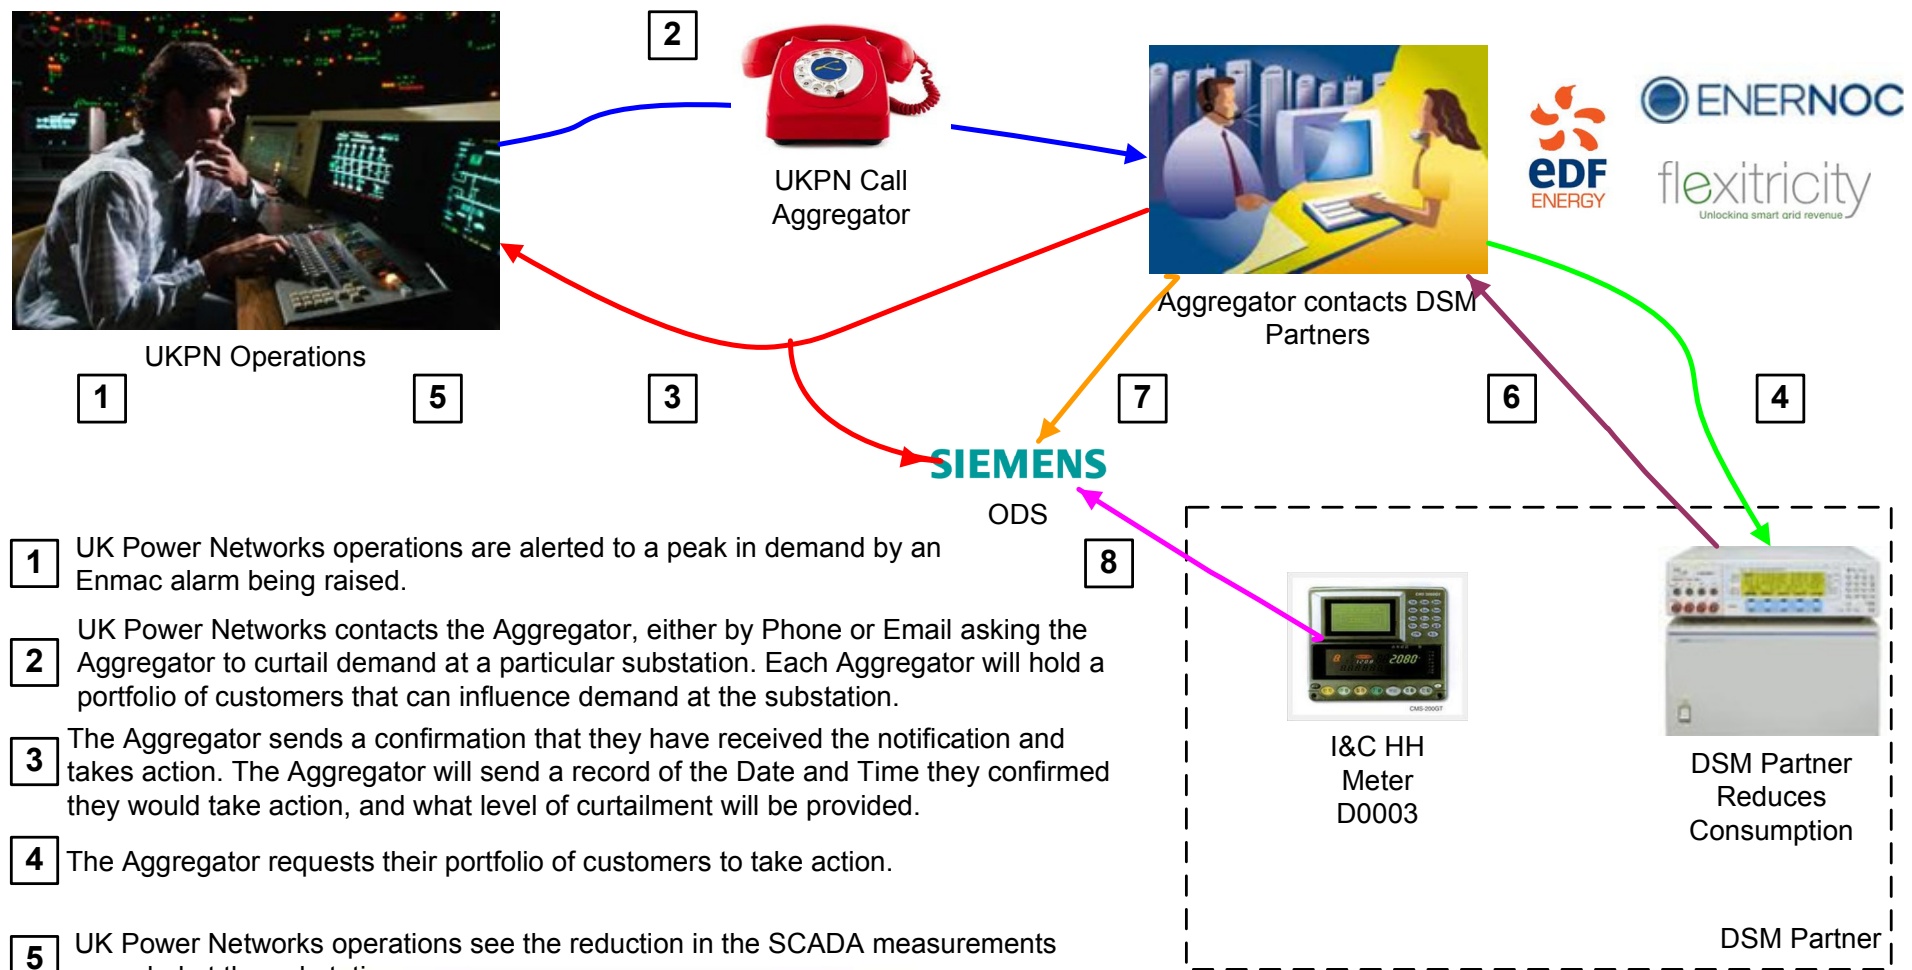 2
UKPN Call
Aggregator
eDF
ENERGY
ENERNOC
flexitricity
Unlocking smart grid revenue
UKPN Operations
Aggregator contacts DSM
Partners
1
5
3
7
6
4
SIEMENS
ODS
8
1 UK Power Networks operations are alerted to a peak in demand by an
Enmac alarm being raised.
2 UK Power Networks contacts the Aggregator, either by Phone or Email asking the
Aggregator to curtail demand at a particular substation. Each Aggregator will hold a
portfolio of customers that can influence demand at the substation.
3 The Aggregator sends a confirmation that they have received the notification and
takes action. The Aggregator will send a record of the Date and Time they confirmed
they would take action, and what level of curtailment will be provided.
4 The Aggregator requests their portfolio of customers to take action.
5 UK Power Networks operations see the reduction in the SCADA measurements
2080
CMS-200GT
I&C HH
Meter
D0003
DSM Partner
Reduces
Consumption
DSM Partner